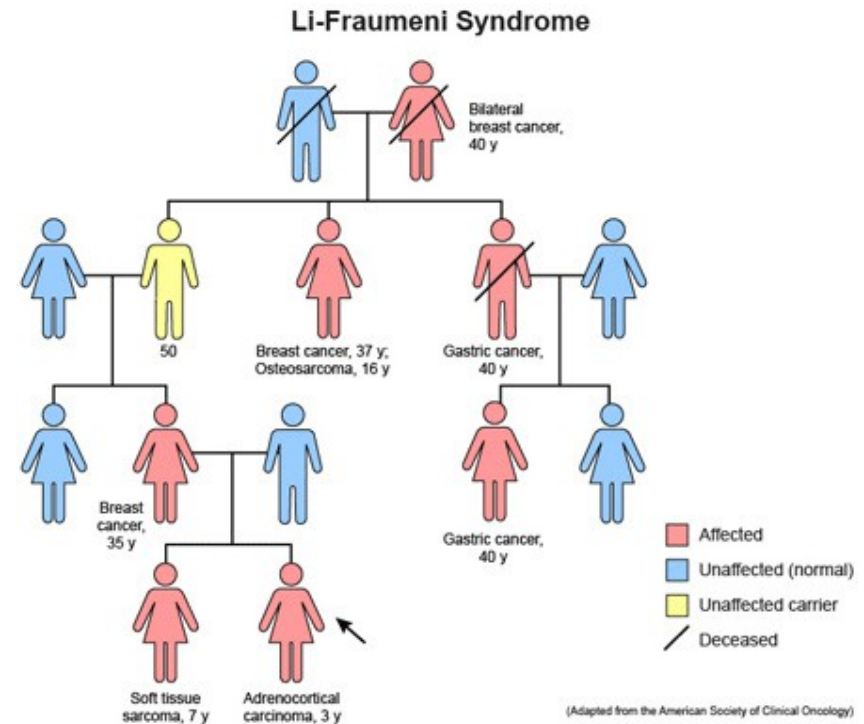 Li-Fraumeni Syndrome
Bilateral
breast cancer,
40 y
50
Breast cancer, 37 y;
Osteosarcoma, 16 y
Gastric cancer,
40 y
Breast
cancer,
35 y
Gastric cancer,
40 y
Affected
Unaffected (normal)
Unaffected carrier
Deceased
Soft tissue
sarcoma, 7 y
Adrenocortical
carcinoma, 3 y
(Adapted from the American Society of Clinical Oncology)